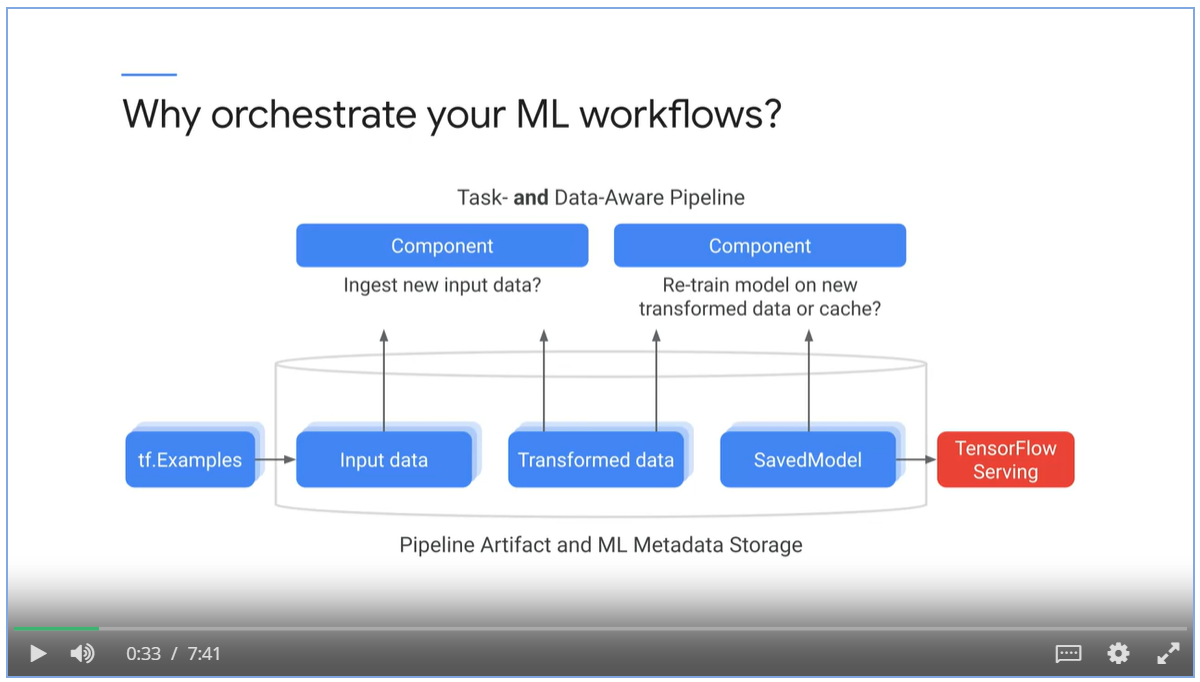 Why orchestrate your ML workflows?
Task- and Data-Aware Pipeline
Component
Component
Ingest new input data?
Re-train model on new
transformed data or cache?
tf.Examples
Input data
Transformed data
SavedModel
TensorFlow
Serving
Pipeline Artifact and ML Metadata Storage
0:33 / 7:41